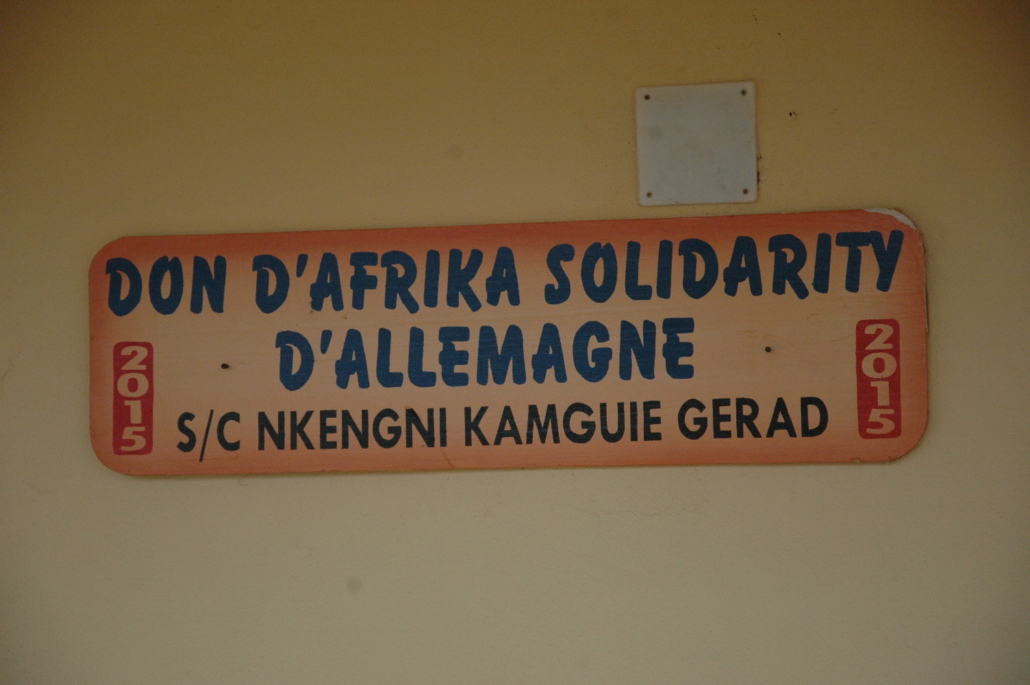 DON D'AFRIKA SOLIDARITY
D'ALLEMAGNE
2015
2015
S/C NKENGNI KAMGUIE GERAD